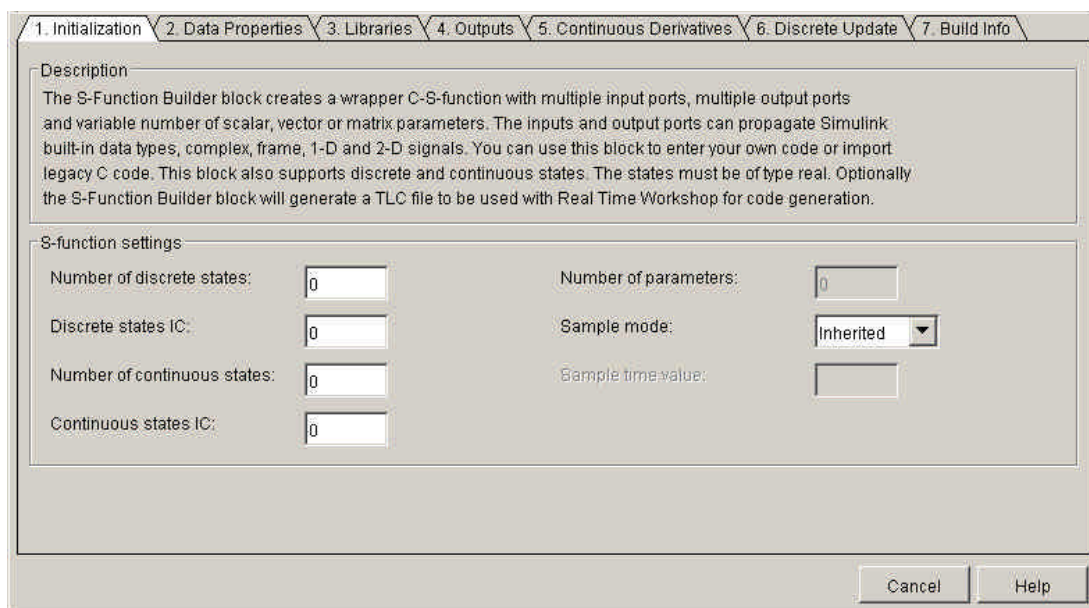 1. Initialization 2. Data Properties 3. Libraries 4. Outputs 5. Continuous Derivatives 6. Discrete Update 7. Build Info
Description
The S-Function Builder block creates a wrapper C-S-function with multiple input ports, multiple output ports
and variable number of scalar, vector or matrix parameters. The inputs and output ports can propagate Simulink
built-in data types, complex, frame, 1-D and 2-D signals. You can use this block to enter your own code or import
legacy C code. This block also supports discrete and continuous states. The states must be of type real. Optionally
the S-Function Builder block will generate a TLC file to be used with Real Time Workshop for code generation.
S-function settings
Number of discrete states: 0 Number of parameters: 0
Discrete states IC: 0 Sample mode: Inherited
Number of continuous states: 0 Sample time value:
Continuous states IC: 0
Cancel Help